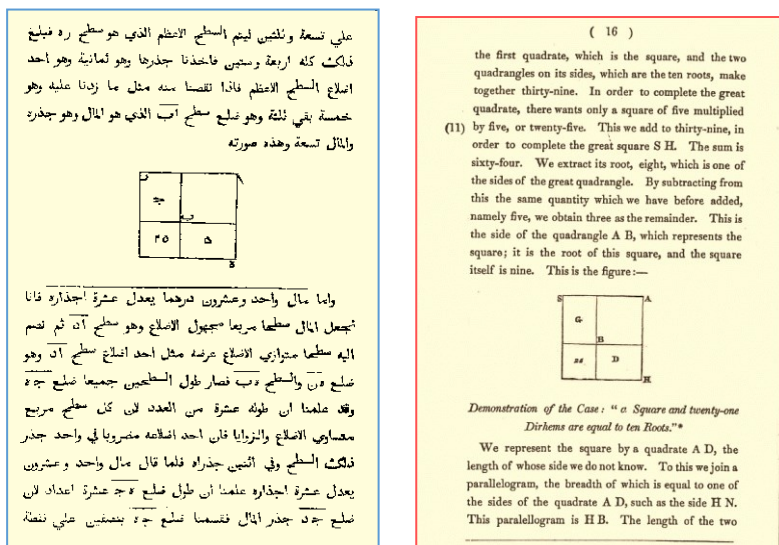 علي تسعة وثلثين ليتم السطح الاعظم الذي هو سطح ره فبلغ
ذلك كله اربعة وستين فاخذنا جذرها وهو ثمانية وهو احد
اضلاع السطح الاعظم فاذا نقصنا منه مثل ما زدنا عليه وهو
خمسة بقي ثلثة وهو ضلع سطح اب الذي هو المال وهو جذره
والمال تسعة وهذه صورته
ج
ب
٢٥
واما مال واحد وعشرون درهما يعدل عشرة اجذاره فانا
نجعل المال سطحا مربعا مجهول الاضلاع وهو سطح اد ثم نضم
اليه سطحا متوازي الاضلاع عرضه مثل احد اضلاع سطح اد وهو
ضلع هن والسطح هب فصار طول السطحين جميعا ضلع جه
وقد علمنا ان طوله عشرة من العدد لان كل سطح مربع
متساوي الاضلاع والزوايا فان احد اضلاعه مضروبا في واحد جذر
ذلك السطح وفي اثنين جذراه فلما قال مال واحد وعشرون
يعدل عشرة اجذاره علمنا ان طول ضلع هج عشرة اعداد لان
ضلع جد جذر المال فقسمنا ضلع جه بنصفين علي نقطة
( 16 )
the first quadrate, which is the square, and the two
quadrangles on its sides, which are the ten roots, make
together thirty-nine. In order to complete the great
quadrate, there wants only a square of five multiplied
(11) by five, or twenty-five. This we add to thirty-nine, in
order to complete the great square S H. The sum is
sixty-four. We extract its root, eight, which is one of
the sides of the great quadrangle. By subtracting from
this the same quantity which we have before added,
namely five, we obtain three as the remainder. This is
the side of the quadrangle A B, which represents the
square; it is the root of this square, and the square
itself is nine. This is the figure:—
S A
G
B
25 D
H
Demonstration of the Case: "a Square and twenty-one
Dirhems are equal to ten Roots."*
We represent the square by a quadrate A D, the
length of whose side we do not know. To this we join a
parallelogram, the breadth of which is equal to one of
the sides of the quadrate A D, such as the side H N.
This paralellogram is H B. The length of the two